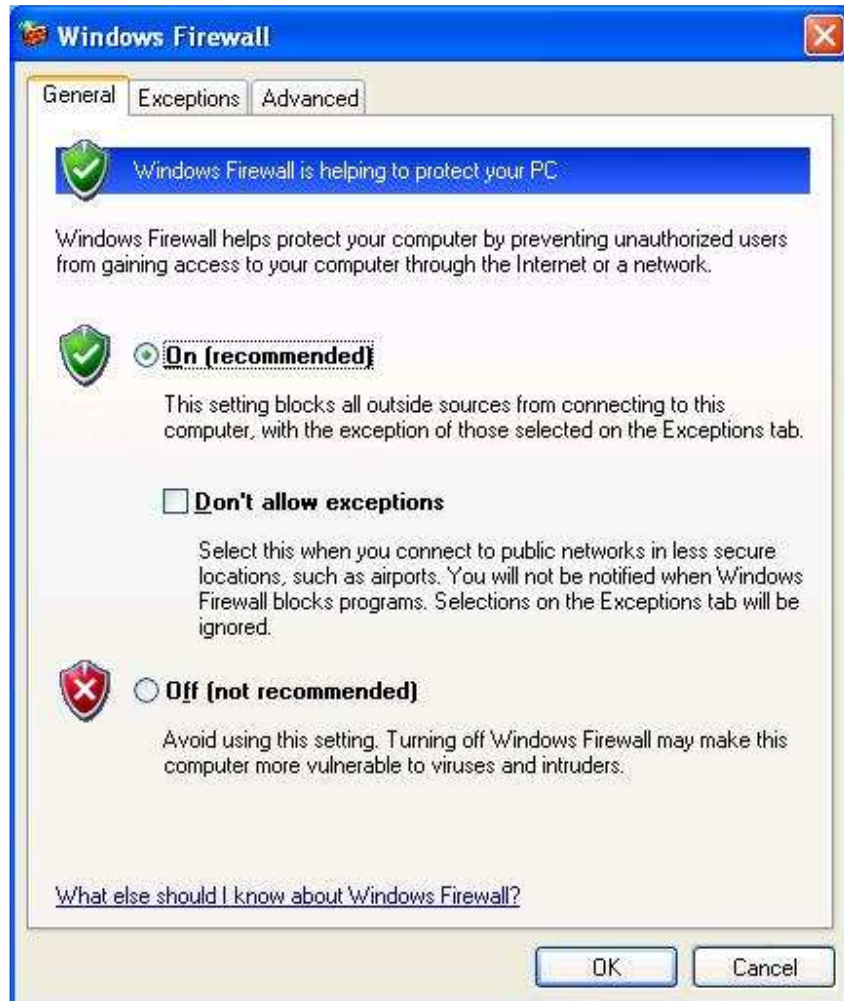 Windows Firewall
General Exceptions Advanced
Windows Firewall is helping to protect your PC
Windows Firewall helps protect your computer by preventing unauthorized users
from gaining access to your computer through the Internet or a network.
On (recommended)
This setting blocks all outside sources from connecting to this
computer, with the exception of those selected on the Exceptions tab.
Don't allow exceptions
Select this when you connect to public networks in less secure
locations, such as airports. You will not be notified when Windows
Firewall blocks programs. Selections on the Exceptions tab will be
ignored.
Off (not recommended)
Avoid using this setting. Turning off Windows Firewall may make this
computer more vulnerable to viruses and intruders.
What else should I know about Windows Firewall?
OK Cancel